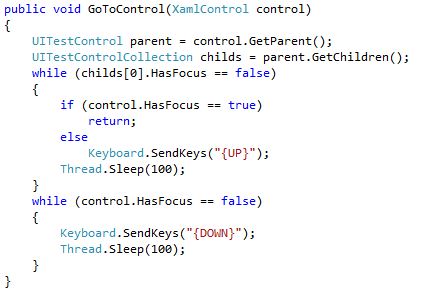 public void GoToControl(XamlControl control)
{
    UITestControl parent = control.GetParent();
    UITestControlCollection childs = parent.GetChildren();
    while (childs[0].HasFocus == false)
    {
        if (control.HasFocus == true)
            return;
        else
            Keyboard.SendKeys("{UP}");
        Thread.Sleep(100);
    }
    while (control.HasFocus == false)
    {
        Keyboard.SendKeys("{DOWN}");
        Thread.Sleep(100);
    }
}